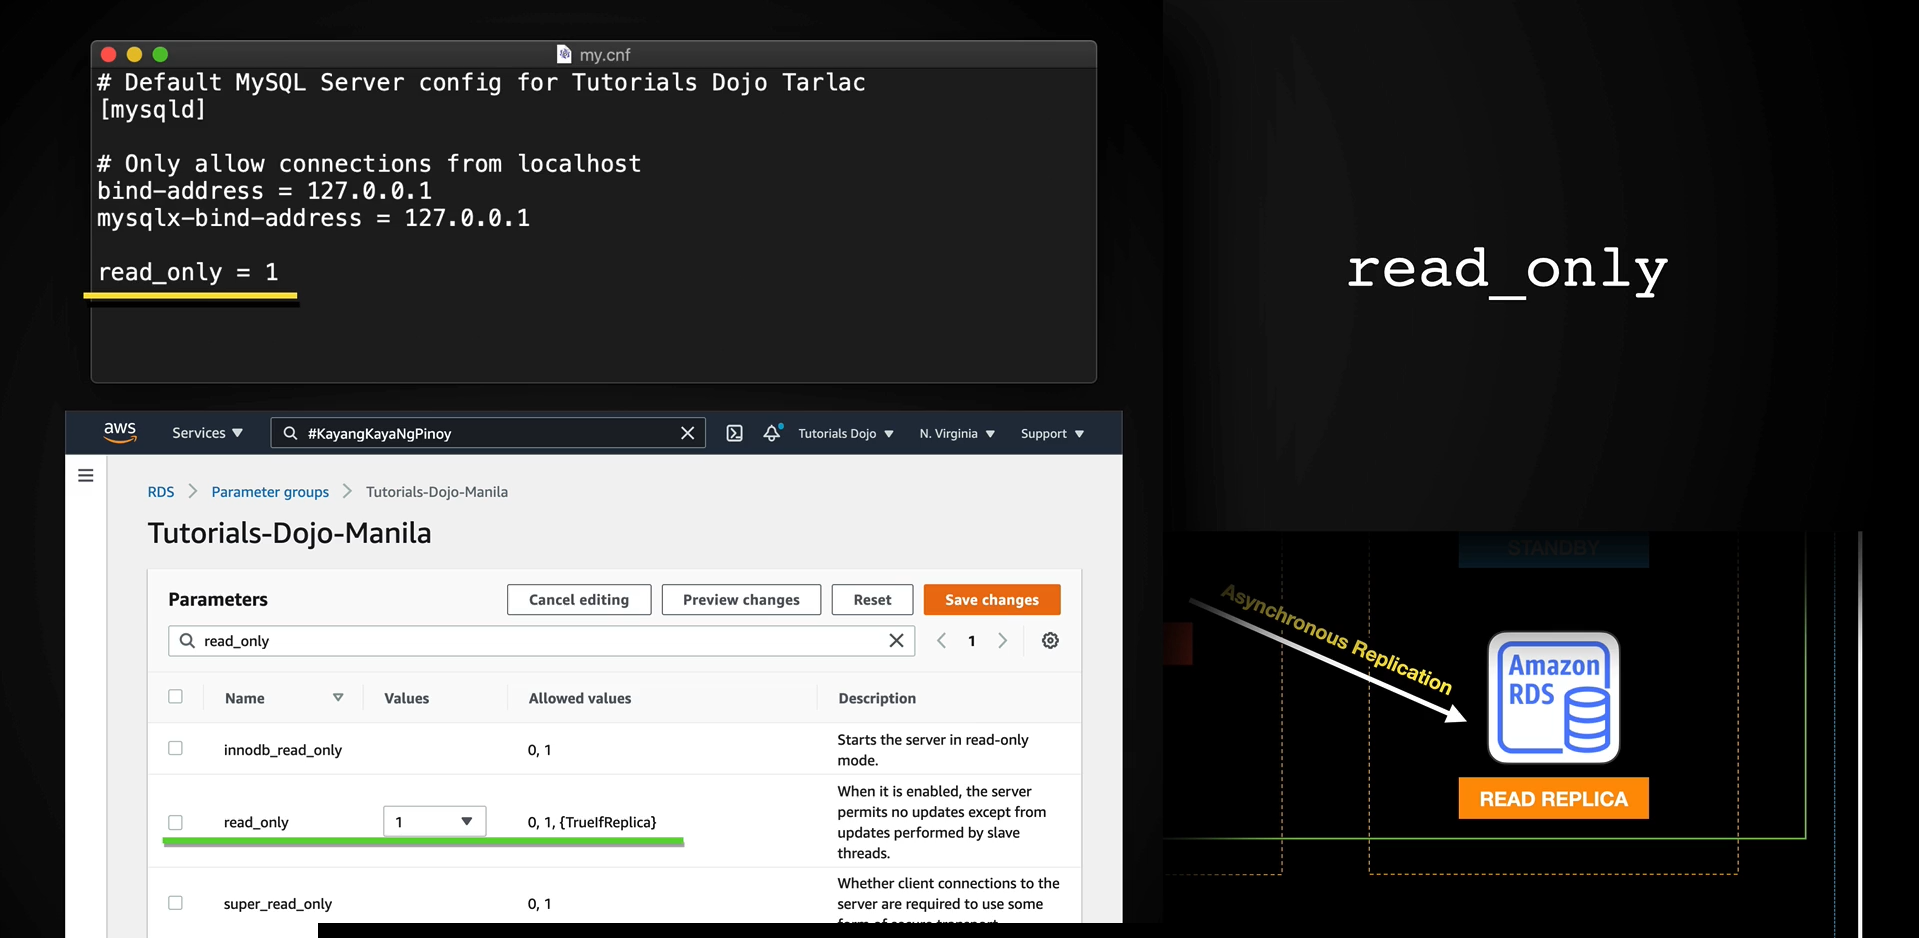 my.cnf
# Default MySQL Server config for Tutorials Dojo Tarlac
[mysqld]
# Only allow connections from localhost
bind-address = 127.0.0.1
mysqlx-bind-address = 127.0.0.1
read_only = 1
read_only
aws Services #KayangKayaNgPinoy Tutorials Dojo N. Virginia Support
RDS Parameter groups Tutorials-Dojo-Manila
Tutorials-Dojo-Manila
Parameters Cancel editing Preview changes Reset Save changes
read_only 1
Name Values Allowed values Description
innodb_read_only 0, 1 Starts the server in read-only
mode.
read_only 1 0, 1, {TrueIfReplica} When it is enabled, the server
permits no updates except from
updates performed by slave
threads.
super_read_only 0, 1 Whether client connections to the
server are required to use some
form of secure transport
STANDBY
Asynchronous Replication
Amazon
RDS
READ REPLICA